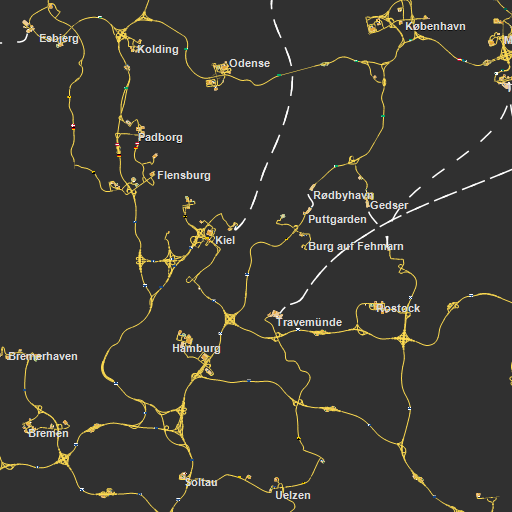 København
Esbjerg
Kolding
M
Odense
Padborg
Flensburg
Rødbyhavn
Gedser
Puttgarden
Kiel
Burg auf Fehmarn
Rostock
Travemünde
Hamburg
Bremerhaven
Bremen
Soltau
Uelzen